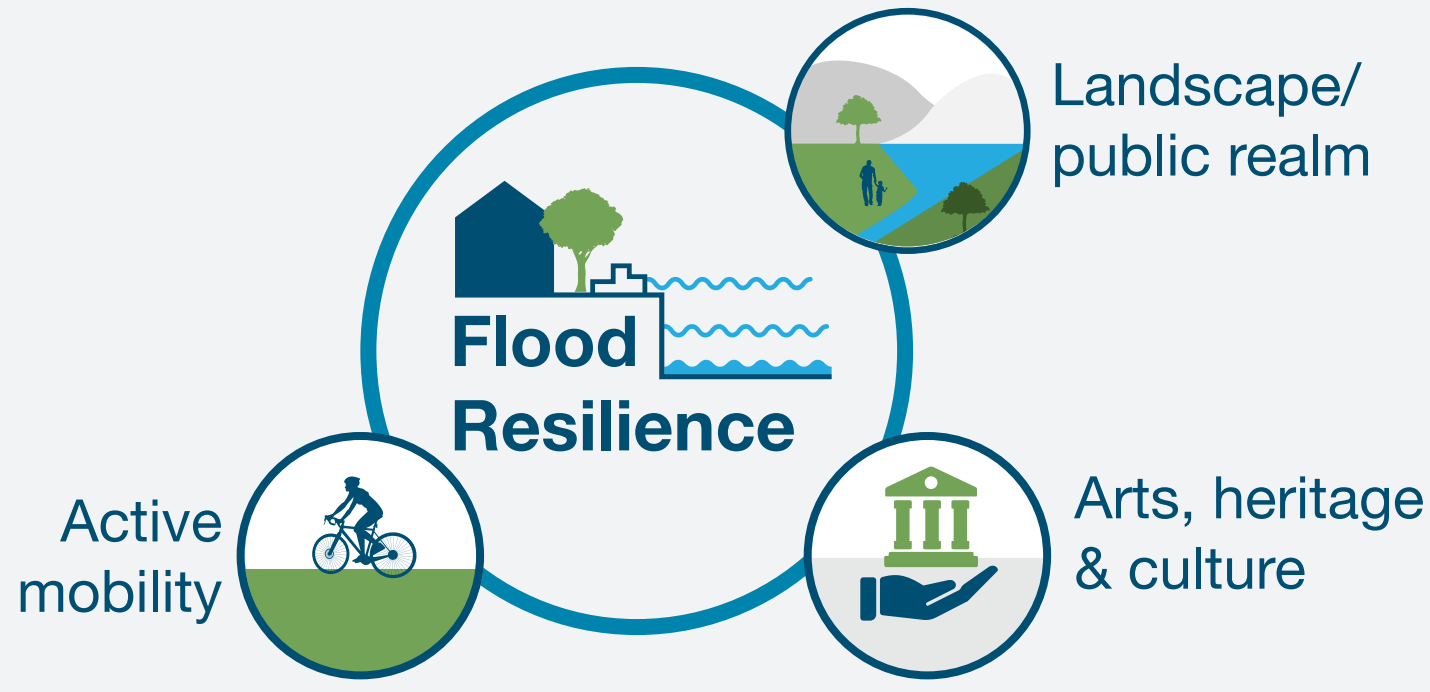 Landscape/
public realm
Flood
Resilience
Active
mobility
Arts, heritage
& culture